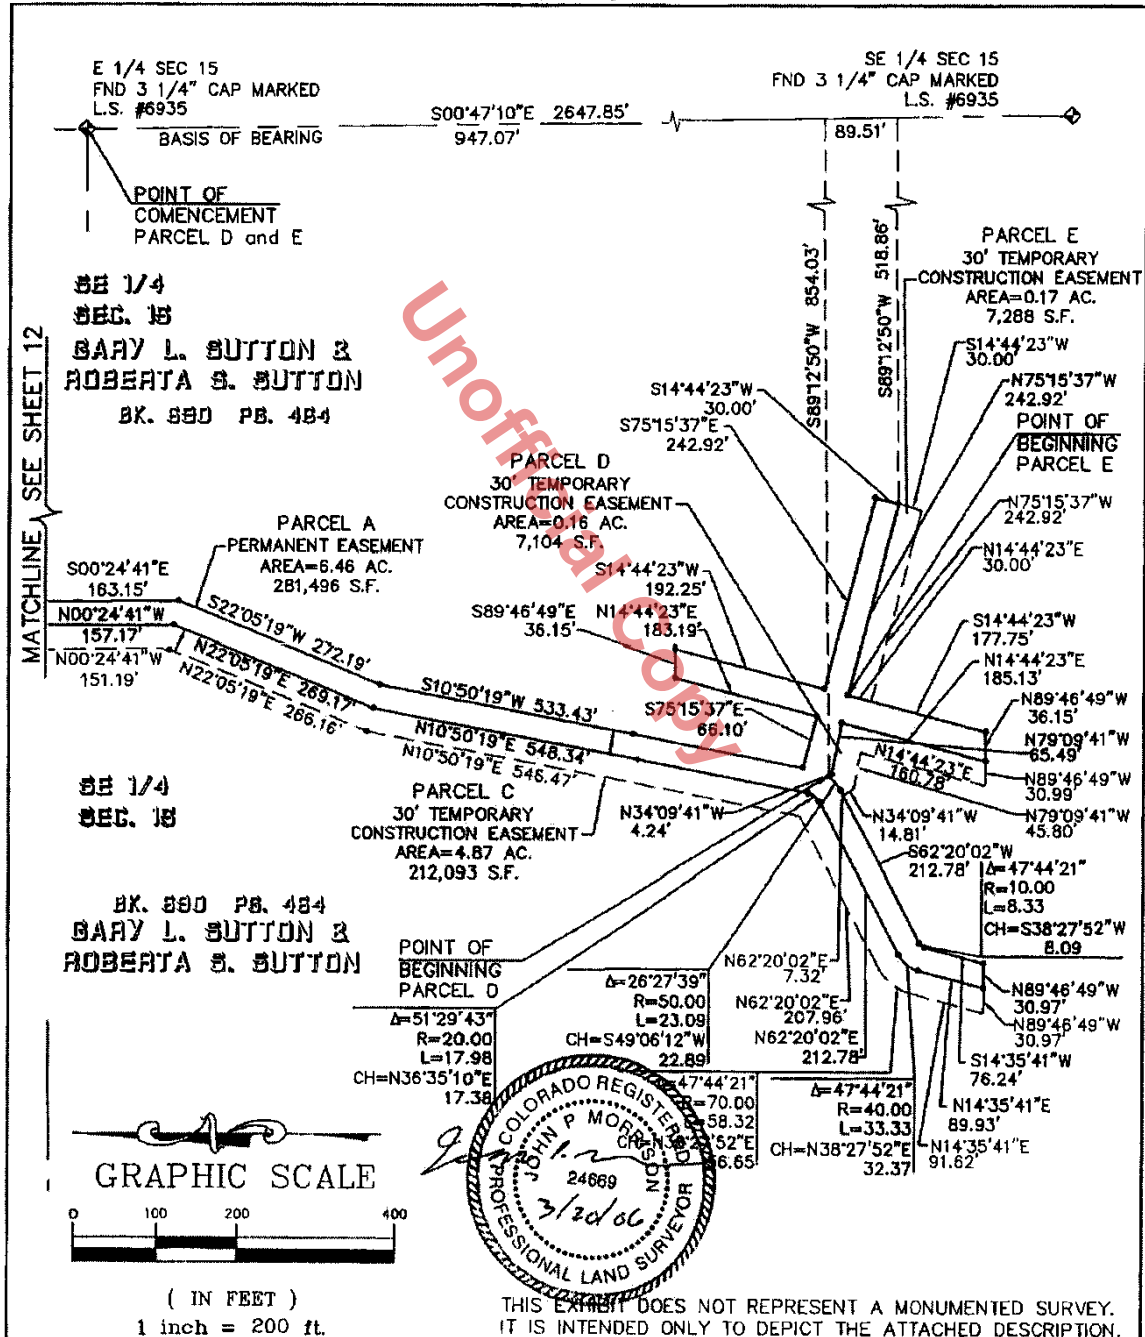 E 1/4 SEC 15
FND 3 1/4" CAP MARKED
L.S. #6935
SE 1/4 SEC 15
FND 3 1/4" CAP MARKED
L.S. #6935
S00°47'10"E 2647.85'
BASIS OF BEARING
947.07'
89.51'
POINT OF
COMENCEMENT
PARCEL D and E
S89°12'50"W 854.03'
S89°12'50"W 518.86'
PARCEL E
30' TEMPORARY
CONSTRUCTION EASEMENT
AREA=0.17 AC.
7,288 S.F.
SE 1/4
SEC. 15
GARY L. SUTTON &
ROBERTA S. SUTTON
BK. 880 PG. 484
MATCHLINE, SEE SHEET 12
Unofficial Copy
S14°44'23"W
30.00'
N75°15'37"W
242.92'
POINT OF
BEGINNING
PARCEL E
S14°44'23"W
30.00'
S75°15'37"E
242.92'
PARCEL D
30' TEMPORARY
CONSTRUCTION EASEMENT
AREA=0.16 AC.
7,104 S.F.
N75°15'37"W
242.92'
N14°44'23"E
30.00'
PARCEL A
PERMANENT EASEMENT
AREA=6.46 AC.
281,496 S.F.
S00°24'41"E
163.15'
N00°24'41"W
157.17'
N00°24'41"W
151.19'
S22°05'19"W 272.19'
N22°05'19"E 269.17'
N22°05'19"E 266.16'
S14°44'23"W
192.25'
S89°46'49"E
36.15'
N14°44'23"E
183.19'
S14°44'23"W
177.75'
N14°44'23"E
185.13'
S10°50'19"W 533.43'
N10°50'19"E 548.34'
N10°50'19"E 546.47'
S75°15'37"E
66.10'
N89°46'49"W
36.15'
N79°09'41"W
65.49'
N14°44'23"E
160.78'
N89°46'49"W
30.99'
N79°09'41"W
45.80'
SE 1/4
SEC. 15
PARCEL C
30' TEMPORARY
CONSTRUCTION EASEMENT
AREA=4.87 AC.
212,093 S.F.
N34°09'41"W
4.24'
N34°09'41"W
14.81'
S62°20'02"W
212.78'
Δ=47°44'21"
R=10.00
L=8.33
CH=S38°27'52"W
8.09
BK. 880 PG. 484
GARY L. SUTTON &
ROBERTA S. SUTTON
POINT OF
BEGINNING
PARCEL D
Δ=51°29'43"
R=20.00
L=17.98
CH=N36°35'10"E
17.38
Δ=26°27'39"
R=50.00
L=23.09
CH=S49°06'12"W
22.89
N62°20'02"E
7.32'
N62°20'02"E
207.96'
N62°20'02"E
212.78'
N89°46'49"W
30.97'
N89°46'49"W
30.97'
S14°35'41"W
76.24'
N14°35'41"E
89.93'
N14°35'41"E
91.62'
Δ=47°44'21"
R=70.00
58.32
Δ=47°44'21"
R=40.00
L=33.33
CH=N38°27'52"E
32.37
COLORADO REGISTERED
JOHN P MORRISON
24669
3/20/06
PROFESSIONAL LAND SURVEYOR
GRAPHIC SCALE
0 100 200 400
( IN FEET )
1 inch = 200 ft.
THIS EXHIBIT DOES NOT REPRESENT A MONUMENTED SURVEY.
IT IS INTENDED ONLY TO DEPICT THE ATTACHED DESCRIPTION.